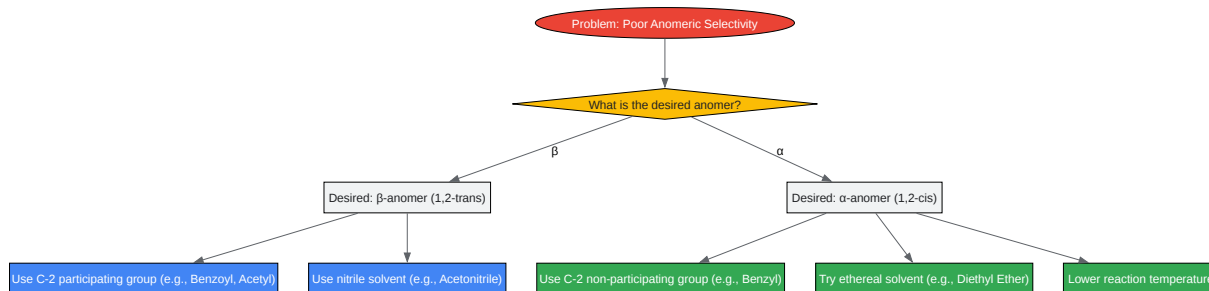 Problem: Poor Anomeric Selectivity
What is the desired anomer?
β
α
Desired: β-anomer (1,2-trans)
Desired: α-anomer (1,2-cis)
Use C-2 participating group (e.g., Benzoyl, Acetyl)
Use nitrile solvent (e.g., Acetonitrile)
Use C-2 non-participating group (e.g., Benzyl)
Try ethereal solvent (e.g., Diethyl Ether)
Lower reaction temperature